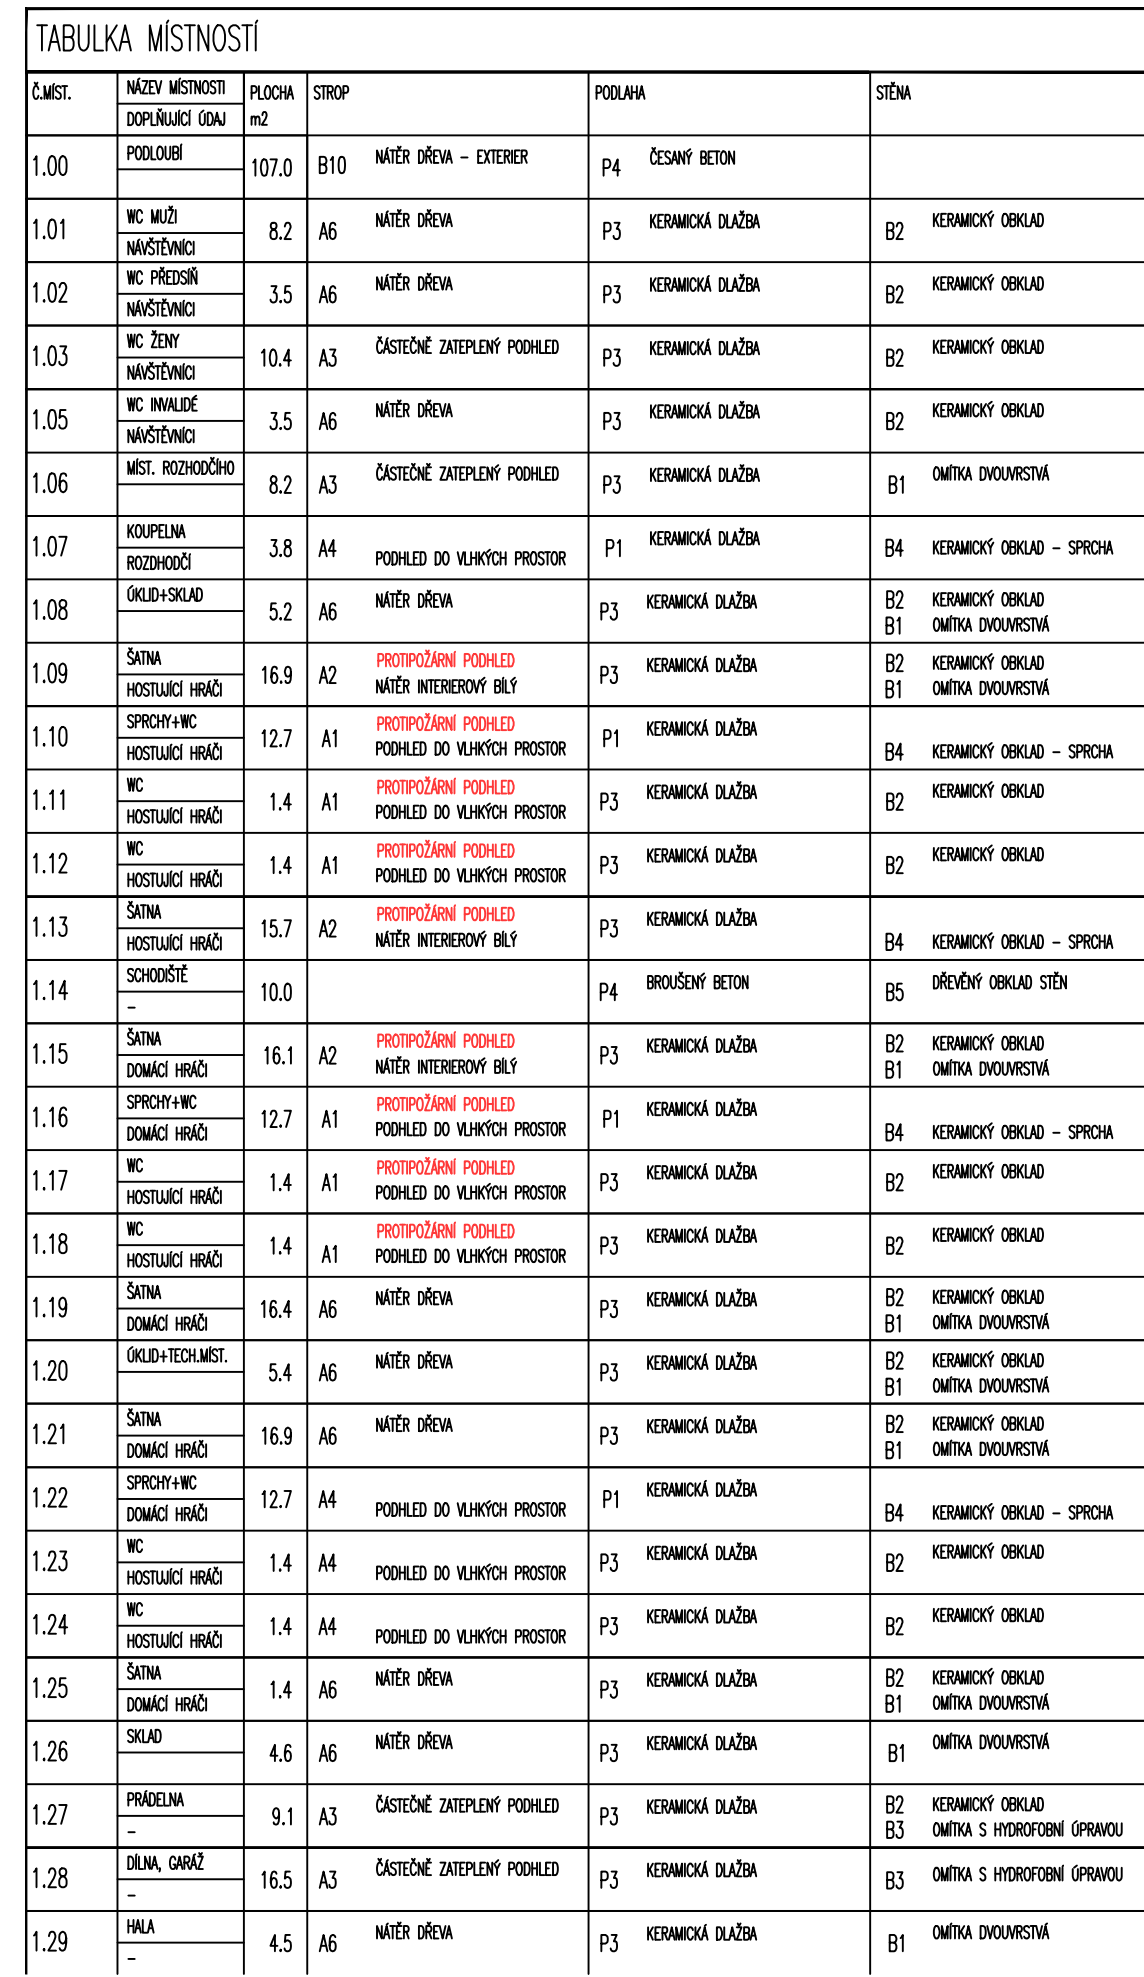 TABULKA MÍSTNOSTÍ
Č.MÍST. NÁZEV MÍSTNOSTI PLOCHA STROP PODLAHA STĚNA
DOPLŇUJÍCÍ ÚDAJ m2
1.00 PODLOUBÍ 107.0 B10 NÁTĚR DŘEVA – EXTERIER P4 ČESANÝ BETON
1.01 WC MUŽI 8.2 A6 NÁTĚR DŘEVA P3 KERAMICKÁ DLAŽBA B2 KERAMICKÝ OBKLAD
NÁVŠTĚVNÍCI
1.02 WC PŘEDSÍŇ 3.5 A6 NÁTĚR DŘEVA P3 KERAMICKÁ DLAŽBA B2 KERAMICKÝ OBKLAD
NÁVŠTĚVNÍCI
1.03 WC ŽENY 10.4 A3 ČÁSTEČNĚ ZATEPLENÝ PODHLED P3 KERAMICKÁ DLAŽBA B2 KERAMICKÝ OBKLAD
NÁVŠTĚVNÍCI
1.05 WC INVALIDÉ 3.5 A6 NÁTĚR DŘEVA P3 KERAMICKÁ DLAŽBA B2 KERAMICKÝ OBKLAD
NÁVŠTĚVNÍCI
1.06 MÍST. ROZHODČÍHO 8.2 A3 ČÁSTEČNĚ ZATEPLENÝ PODHLED P3 KERAMICKÁ DLAŽBA B1 OMÍTKA DVOUVRSTVÁ
1.07 KOUPELNA 3.8 A4 PODHLED DO VLHKÝCH PROSTOR P1 KERAMICKÁ DLAŽBA B4 KERAMICKÝ OBKLAD – SPRCHA
ROZDHODČÍ
1.08 ÚKLID+SKLAD 5.2 A6 NÁTĚR DŘEVA P3 KERAMICKÁ DLAŽBA B2 KERAMICKÝ OBKLAD
B1 OMÍTKA DVOUVRSTVÁ
1.09 ŠATNA 16.9 A2 PROTIPOŽÁRNÍ PODHLED P3 KERAMICKÁ DLAŽBA B2 KERAMICKÝ OBKLAD
HOSTUJÍCÍ HRÁČI NÁTĚR INTERIEROVÝ BÍLÝ B1 OMÍTKA DVOUVRSTVÁ
1.10 SPRCHY+WC 12.7 A1 PROTIPOŽÁRNÍ PODHLED P1 KERAMICKÁ DLAŽBA
HOSTUJÍCÍ HRÁČI PODHLED DO VLHKÝCH PROSTOR B4 KERAMICKÝ OBKLAD – SPRCHA
1.11 WC 1.4 A1 PROTIPOŽÁRNÍ PODHLED P3 KERAMICKÁ DLAŽBA B2 KERAMICKÝ OBKLAD
HOSTUJÍCÍ HRÁČI PODHLED DO VLHKÝCH PROSTOR
1.12 WC 1.4 A1 PROTIPOŽÁRNÍ PODHLED P3 KERAMICKÁ DLAŽBA B2 KERAMICKÝ OBKLAD
HOSTUJÍCÍ HRÁČI PODHLED DO VLHKÝCH PROSTOR
1.13 ŠATNA 15.7 A2 PROTIPOŽÁRNÍ PODHLED P3 KERAMICKÁ DLAŽBA
HOSTUJÍCÍ HRÁČI NÁTĚR INTERIEROVÝ BÍLÝ B4 KERAMICKÝ OBKLAD – SPRCHA
1.14 SCHODIŠTĚ 10.0 P4 BROUŠENÝ BETON B5 DŘEVĚNÝ OBKLAD STĚN
–
1.15 ŠATNA 16.1 A2 PROTIPOŽÁRNÍ PODHLED P3 KERAMICKÁ DLAŽBA B2 KERAMICKÝ OBKLAD
DOMÁCÍ HRÁČI NÁTĚR INTERIEROVÝ BÍLÝ B1 OMÍTKA DVOUVRSTVÁ
1.16 SPRCHY+WC 12.7 A1 PROTIPOŽÁRNÍ PODHLED P1 KERAMICKÁ DLAŽBA
DOMÁCÍ HRÁČI PODHLED DO VLHKÝCH PROSTOR B4 KERAMICKÝ OBKLAD – SPRCHA
1.17 WC 1.4 A1 PROTIPOŽÁRNÍ PODHLED P3 KERAMICKÁ DLAŽBA B2 KERAMICKÝ OBKLAD
HOSTUJÍCÍ HRÁČI PODHLED DO VLHKÝCH PROSTOR
1.18 WC 1.4 A1 PROTIPOŽÁRNÍ PODHLED P3 KERAMICKÁ DLAŽBA B2 KERAMICKÝ OBKLAD
HOSTUJÍCÍ HRÁČI PODHLED DO VLHKÝCH PROSTOR
1.19 ŠATNA 16.4 A6 NÁTĚR DŘEVA P3 KERAMICKÁ DLAŽBA B2 KERAMICKÝ OBKLAD
DOMÁCÍ HRÁČI B1 OMÍTKA DVOUVRSTVÁ
1.20 ÚKLID+TECH.MÍST. 5.4 A6 NÁTĚR DŘEVA P3 KERAMICKÁ DLAŽBA B2 KERAMICKÝ OBKLAD
B1 OMÍTKA DVOUVRSTVÁ
1.21 ŠATNA 16.9 A6 NÁTĚR DŘEVA P3 KERAMICKÁ DLAŽBA B2 KERAMICKÝ OBKLAD
DOMÁCÍ HRÁČI B1 OMÍTKA DVOUVRSTVÁ
1.22 SPRCHY+WC 12.7 A4 PODHLED DO VLHKÝCH PROSTOR P1 KERAMICKÁ DLAŽBA B4 KERAMICKÝ OBKLAD – SPRCHA
DOMÁCÍ HRÁČI
1.23 WC 1.4 A4 PODHLED DO VLHKÝCH PROSTOR P3 KERAMICKÁ DLAŽBA B2 KERAMICKÝ OBKLAD
HOSTUJÍCÍ HRÁČI
1.24 WC 1.4 A4 PODHLED DO VLHKÝCH PROSTOR P3 KERAMICKÁ DLAŽBA B2 KERAMICKÝ OBKLAD
HOSTUJÍCÍ HRÁČI
1.25 ŠATNA 1.4 A6 NÁTĚR DŘEVA P3 KERAMICKÁ DLAŽBA B2 KERAMICKÝ OBKLAD
DOMÁCÍ HRÁČI B1 OMÍTKA DVOUVRSTVÁ
1.26 SKLAD 4.6 A6 NÁTĚR DŘEVA P3 KERAMICKÁ DLAŽBA B1 OMÍTKA DVOUVRSTVÁ
1.27 PRÁDELNA 9.1 A3 ČÁSTEČNĚ ZATEPLENÝ PODHLED P3 KERAMICKÁ DLAŽBA B2 KERAMICKÝ OBKLAD
– B3 OMÍTKA S HYDROFOBNÍ ÚPRAVOU
1.28 DÍLNA, GARÁŽ 16.5 A3 ČÁSTEČNĚ ZATEPLENÝ PODHLED P3 KERAMICKÁ DLAŽBA B3 OMÍTKA S HYDROFOBNÍ ÚPRAVOU
–
1.29 HALA 4.5 A6 NÁTĚR DŘEVA P3 KERAMICKÁ DLAŽBA B1 OMÍTKA DVOUVRSTVÁ
–